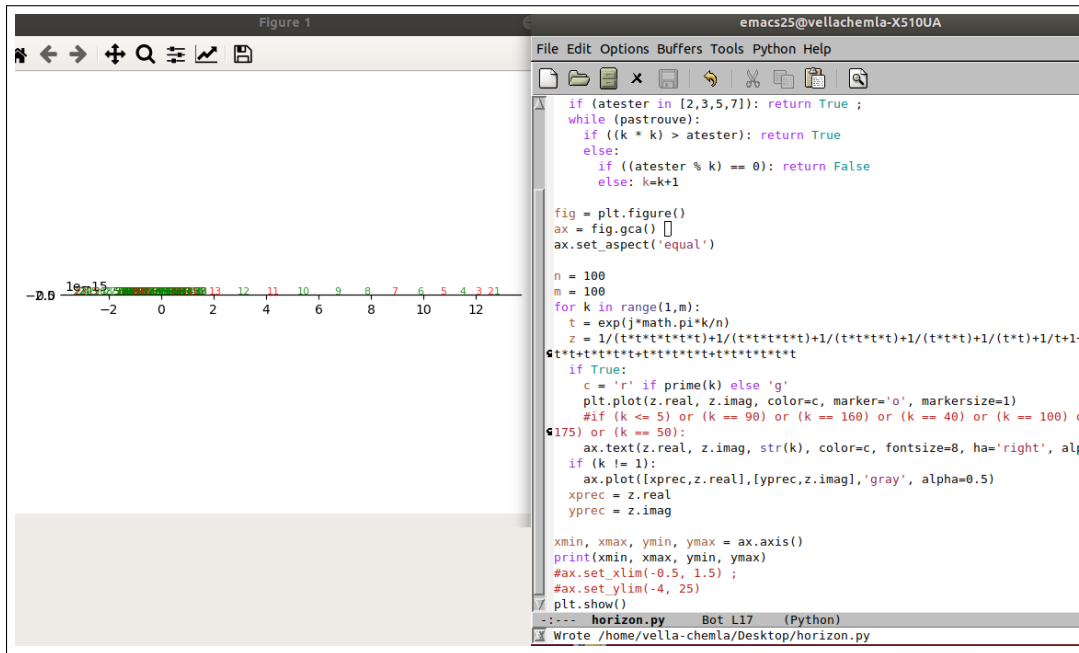 Figure 1
emacs25@vellachemla-X510UA
File Edit Options Buffers Tools Python Help
1e−15
13 12 11 10 9 8 7 6 5 4 3 21
−2 0 2 4 6 8 10 12
if (atester in [2,3,5,7]): return True ;
while (pastrouve):
if ((k * k) > atester): return True
else:
if ((atester % k) == 0): return False
else: k=k+1
fig = plt.figure()
ax = fig.gca()
ax.set_aspect('equal')
n = 100
m = 100
for k in range(1,m):
t = exp(j*math.pi*k/n)
z = 1/(t*t*t*t*t*t)+1/(t*t*t*t*t)+1/(t*t*t*t)+1/(t*t*t)+1/(t*t)+1/t+1+
t*t+t*t*t*t+t*t*t*t*t+t*t*t*t*t*t
if True:
c = 'r' if prime(k) else 'g'
plt.plot(z.real, z.imag, color=c, marker='o', markersize=1)
#if (k <= 5) or (k == 90) or (k == 160) or (k == 40) or (k == 100)
175) or (k == 50):
ax.text(z.real, z.imag, str(k), color=c, fontsize=8, ha='right', alp
if (k != 1):
ax.plot([xprec,z.real],[yprec,z.imag],'gray', alpha=0.5)
xprec = z.real
yprec = z.imag
xmin, xmax, ymin, ymax = ax.axis()
print(xmin, xmax, ymin, ymax)
#ax.set_xlim(-0.5, 1.5) ;
#ax.set_ylim(-4, 25)
plt.show()
-:--- horizon.py Bot L17 (Python)
Wrote /home/vella-chemla/Desktop/horizon.py